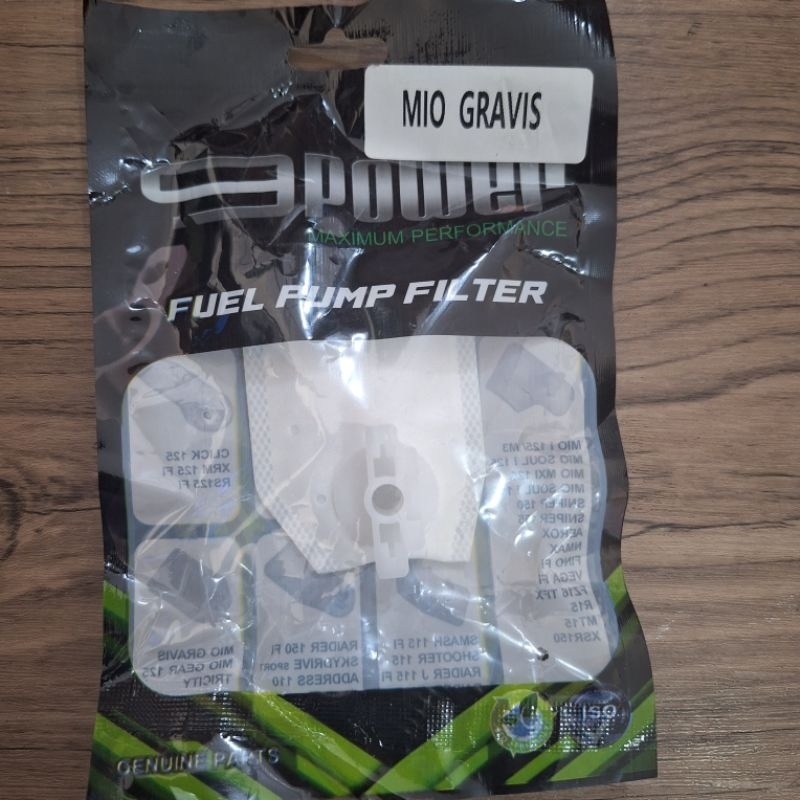 MIO GRAVIS
POWER
MAXIMUM PERFORMANCE
FUEL PUMP FILTER
CLICK 125
XRM 125 FI
RS125 FI
MIO I 125/ M3
MIO SOUL I 125
MIO MXI 125
MIO SOUL I
SNIPER 150
SNIPER
AEROX
NMAX
FINO FI
VEGA FI
FZ16 TFX
R15
MT15
XSR150
MIO GRAVIS
MIO GEAR 125
TRICITY
RAIDER 150 FI
SKYDRIVE SPORT
ADDRESS 110
SMASH 115 FI
SHOOTER 115
RAIDER J 115 FI
ISO
GENUINE PARTS